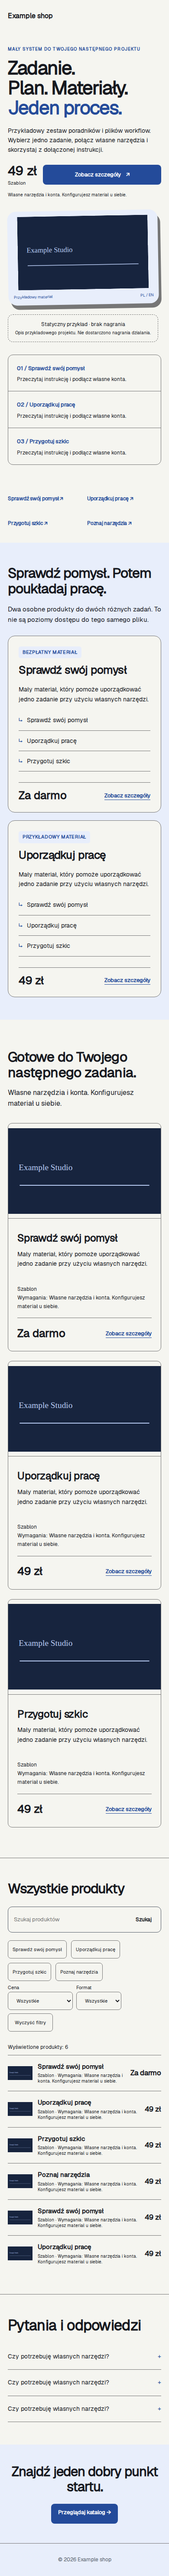 Example shop
MAŁY SYSTEM DO TWOJEGO NASTĘPNEGO PROJEKTU
Zadanie.
Plan. Materiały.
Jeden proces.
Przykładowy zestaw poradników i plików workflow.
Wybierz jedno zadanie, połącz własne narzędzia i
skorzystaj z dołączonej instrukcji.
49 zł
Szablon
Zobacz szczegóły ↗
Własne narzędzia i konta. Konfigurujesz materiał u siebie.
Example Studio
Przykładowy materiał
PL / EN
Statyczny przykład · brak nagrania
Opis przykładowego projektu. Nie dostarczono nagrania działania.
01 / Sprawdź swój pomysł
Przeczytaj instrukcję i podłącz własne konta.
02 / Uporządkuj pracę
Przeczytaj instrukcję i podłącz własne konta.
03 / Przygotuj szkic
Przeczytaj instrukcję i podłącz własne konta.
Sprawdź swój pomysł ↗
Uporządkuj pracę ↗
Przygotuj szkic ↗
Poznaj narzędzia ↗
Sprawdź pomysł. Potem
poukładaj pracę.
Dwa osobne produkty do dwóch różnych zadań. To
nie są poziomy dostępu do tego samego pliku.
BEZPŁATNY MATERIAŁ
Sprawdź swój pomysł
Mały materiał, który pomoże uporządkować
jedno zadanie przy użyciu własnych narzędzi.
↳ Sprawdź swój pomysł
↳ Uporządkuj pracę
↳ Przygotuj szkic
Za darmo
Zobacz szczegóły
PRZYKŁADOWY MATERIAŁ
Uporządkuj pracę
Mały materiał, który pomoże uporządkować
jedno zadanie przy użyciu własnych narzędzi.
↳ Sprawdź swój pomysł
↳ Uporządkuj pracę
↳ Przygotuj szkic
49 zł
Zobacz szczegóły
Gotowe do Twojego
następnego zadania.
Własne narzędzia i konta. Konfigurujesz
materiał u siebie.
Example Studio
Sprawdź swój pomysł
Mały materiał, który pomoże uporządkować
jedno zadanie przy użyciu własnych narzędzi.
Szablon
Wymagania: Własne narzędzia i konta. Konfigurujesz
materiał u siebie.
Za darmo
Zobacz szczegóły
Example Studio
Uporządkuj pracę
Mały materiał, który pomoże uporządkować
jedno zadanie przy użyciu własnych narzędzi.
Szablon
Wymagania: Własne narzędzia i konta. Konfigurujesz
materiał u siebie.
49 zł
Zobacz szczegóły
Example Studio
Przygotuj szkic
Mały materiał, który pomoże uporządkować
jedno zadanie przy użyciu własnych narzędzi.
Szablon
Wymagania: Własne narzędzia i konta. Konfigurujesz
materiał u siebie.
49 zł
Zobacz szczegóły
Wszystkie produkty
Szukaj produktów
Szukaj
Sprawdź swój pomysł
Uporządkuj pracę
Przygotuj szkic
Poznaj narzędzia
Cena
Format
Wszystkie
Wszystkie
Wyczyść filtry
Wyświetlone produkty: 6
Sprawdź swój pomysł
Szablon · Wymagania: Własne narzędzia i
konta. Konfigurujesz materiał u siebie.
Za darmo
Uporządkuj pracę
Szablon · Wymagania: Własne narzędzia i konta.
Konfigurujesz materiał u siebie.
49 zł
Przygotuj szkic
Szablon · Wymagania: Własne narzędzia i konta.
Konfigurujesz materiał u siebie.
49 zł
Poznaj narzędzia
Szablon · Wymagania: Własne narzędzia i konta.
Konfigurujesz materiał u siebie.
49 zł
Sprawdź swój pomysł
Szablon · Wymagania: Własne narzędzia i konta.
Konfigurujesz materiał u siebie.
49 zł
Uporządkuj pracę
Szablon · Wymagania: Własne narzędzia i konta.
Konfigurujesz materiał u siebie.
49 zł
Pytania i odpowiedzi
Czy potrzebuję własnych narzędzi? +
Czy potrzebuję własnych narzędzi? +
Czy potrzebuję własnych narzędzi? +
Znajdź jeden dobry punkt
startu.
Przeglądaj katalog →
© 2026 Example shop